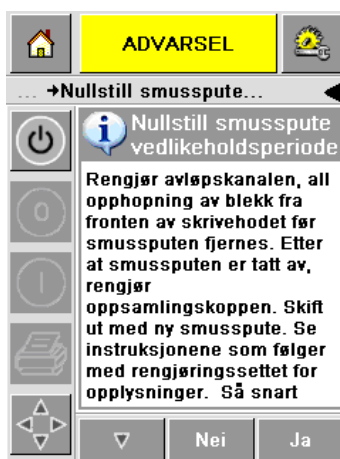 ADVARSEL
... →Nullstill smusspute...
Nullstill smusspute
vedlikeholdsperiode
Rengjør avløpskanalen, all
opphopning av blekk fra
fronten av skrivehodet før
smussputen fjernes. Etter
at smussputen er tatt av,
rengjør
oppsamlingskoppen. Skift
ut med ny smusspute. Se
instruksjonene som følger
med rengjøringssettet for
opplysninger. Så snart
Nei
Ja